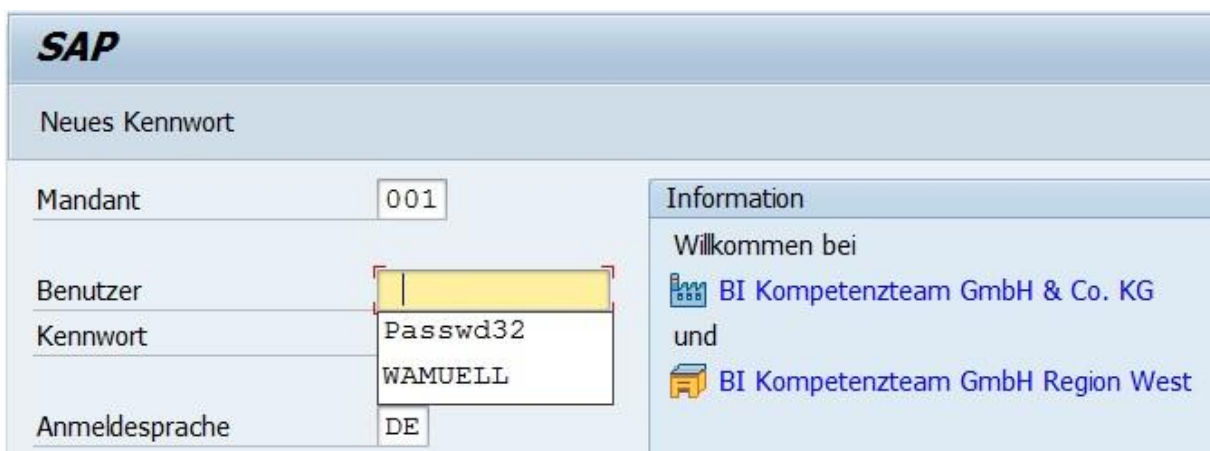 SAP
Neues Kennwort
Mandant 001
Benutzer
Kennwort
Passwd32
WAMUELL
Anmeldesprache DE
Information
Willkommen bei
BI Kompetenzteam GmbH & Co. KG
und
BI Kompetenzteam GmbH Region West